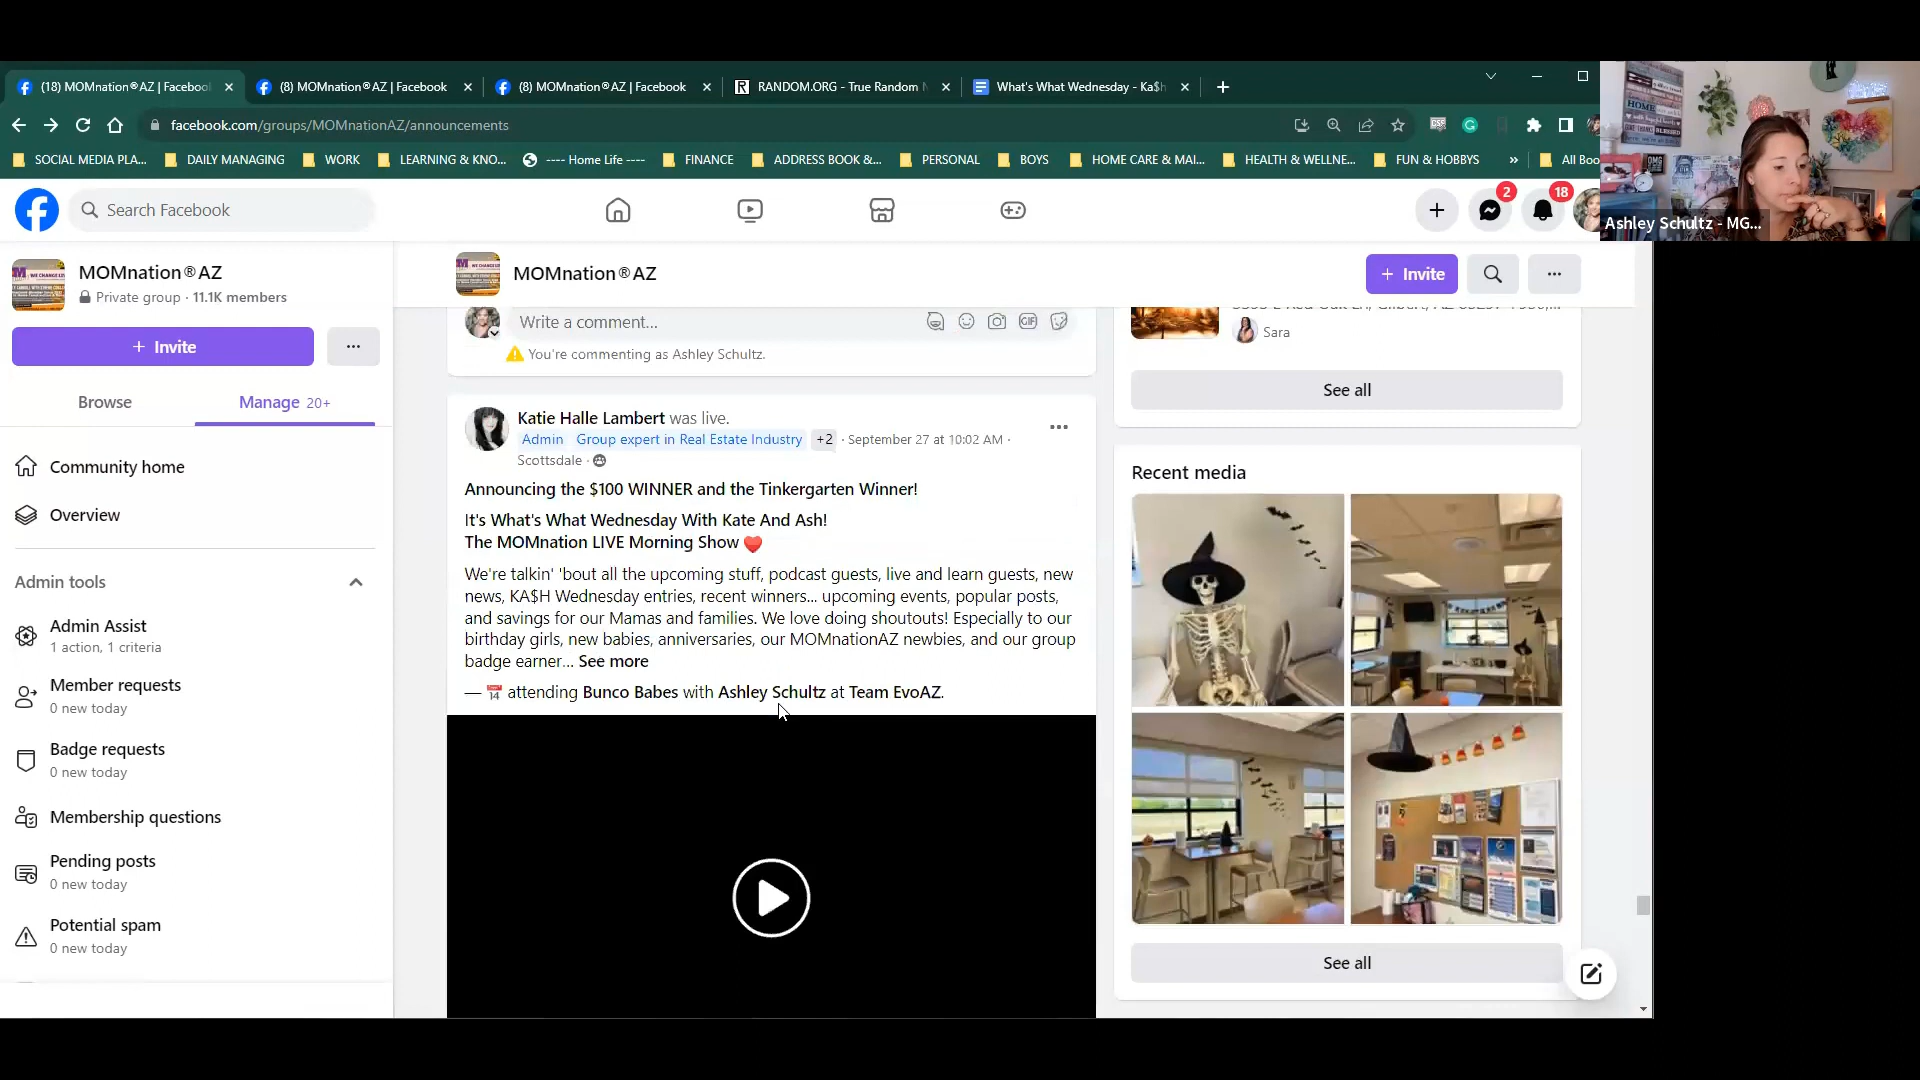 (18) MOMnation®AZ | Facebook
(8) MOMnation®AZ | Facebook
(8) MOMnation®AZ | Facebook
RANDOM.ORG - True Random
What's What Wednesday - Ka$h
facebook.com/groups/MOMnationAZ/announcements
SOCIAL MEDIA PLA...
DAILY MANAGING
WORK
LEARNING & KNO...
---- Home Life ----
FINANCE
ADDRESS BOOK &...
PERSONAL
BOYS
HOME CARE & MAI...
HEALTH & WELLNE...
FUN & HOBBYS
»
All Boo
HOME
Ashley Schultz - MG...
Search Facebook
2
18
MOMnation®AZ
Private group · 11.1K members
+ Invite
...
Browse
Manage 20+
Community home
Overview
Admin tools
Admin Assist
1 action, 1 criteria
Member requests
0 new today
Badge requests
0 new today
Membership questions
Pending posts
0 new today
Potential spam
0 new today
MOMnation®AZ
+ Invite
...
Write a comment...
GIF
You're commenting as Ashley Schultz.
Katie Halle Lambert was live.
Admin Group expert in Real Estate Industry +2 · September 27 at 10:02 AM ·
Scottsdale ·
Announcing the $100 WINNER and the Tinkergarten Winner!
It's What's What Wednesday With Kate And Ash!
The MOMnation LIVE Morning Show ❤️
We're talkin' 'bout all the upcoming stuff, podcast guests, live and learn guests, new
news, KA$H Wednesday entries, recent winners... upcoming events, popular posts,
and savings for our Mamas and families. We love doing shoutouts! Especially to our
birthday girls, new babies, anniversaries, our MOMnationAZ newbies, and our group
badge earner... See more
— 📅 attending Bunco Babes with Ashley Schultz at Team EvoAZ.
Sara
See all
Recent media
See all